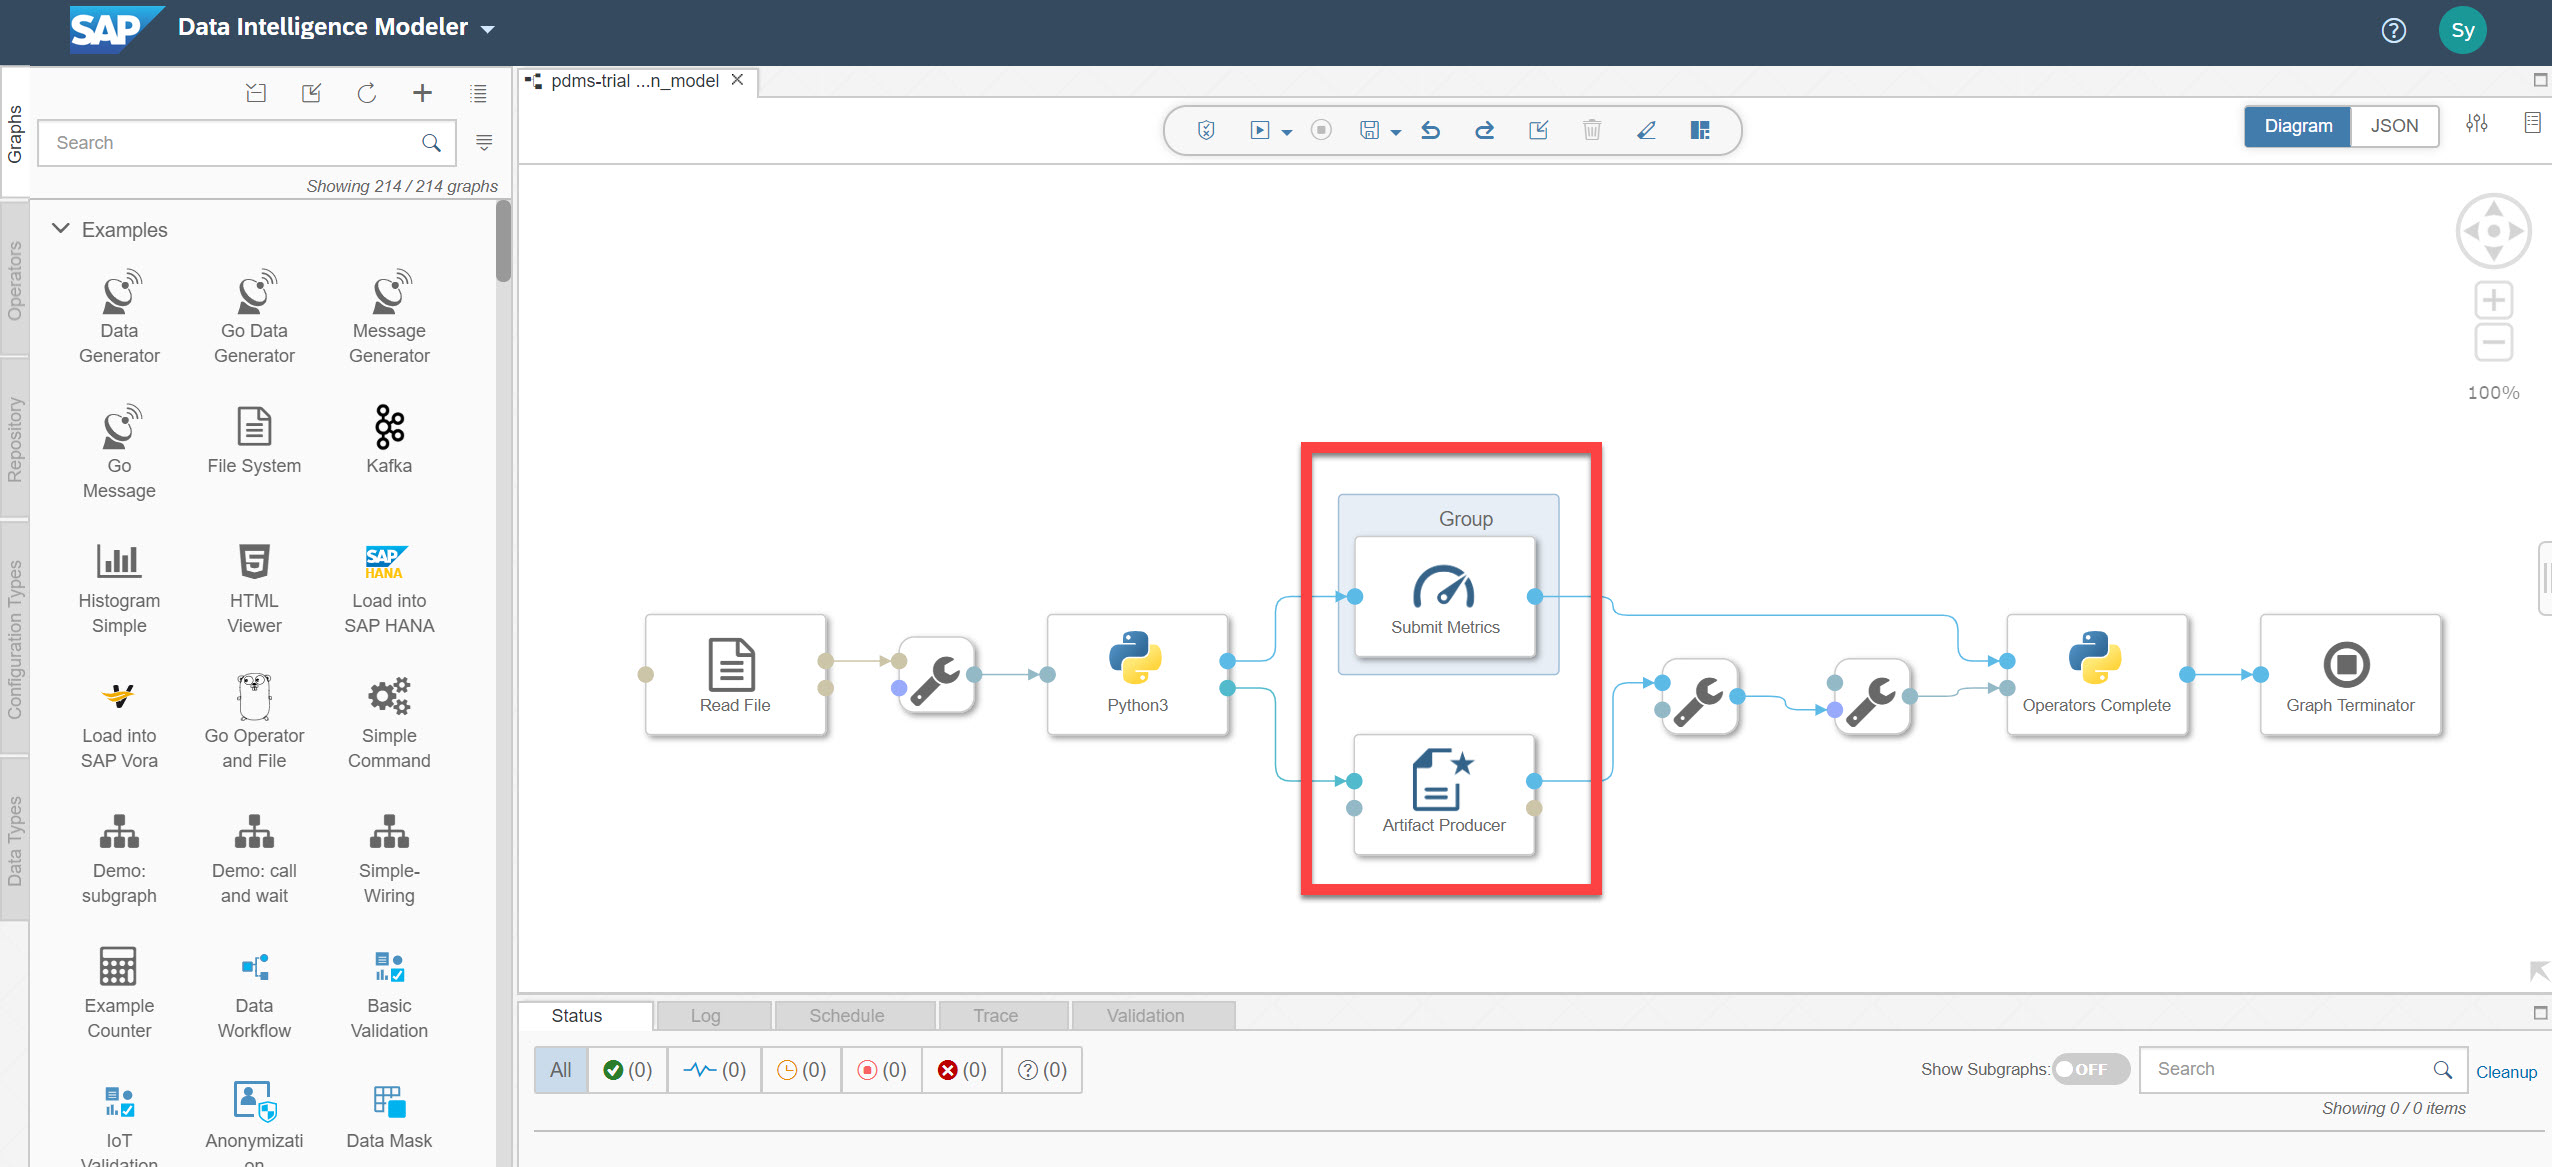 SAP Data Intelligence Modeler
? Sy
Graphs
Operators
Repository
Configuration Types
Data Types
Search
Showing 214 / 214 graphs
Examples
Data Generator
Go Data Generator
Message Generator
Go Message
File System
Kafka
Histogram Simple
HTML Viewer
SAP HANA
Load into SAP HANA
Load into SAP Vora
Go Operator and File
Simple Command
Demo: subgraph
Demo: call and wait
Simple-Wiring
Example Counter
Data Workflow
Basic Validation
IoT Validation
Anonymizati on
Data Mask
pdms-trial ...n_model
Diagram JSON
100%
Read File
Python3
Group
Submit Metrics
Artifact Producer
Operators Complete
Graph Terminator
Status Log Schedule Trace Validation
All (0) (0) (0) (0) (0) ? (0)
Show Subgraphs: OFF Search Cleanup
Showing 0 / 0 items